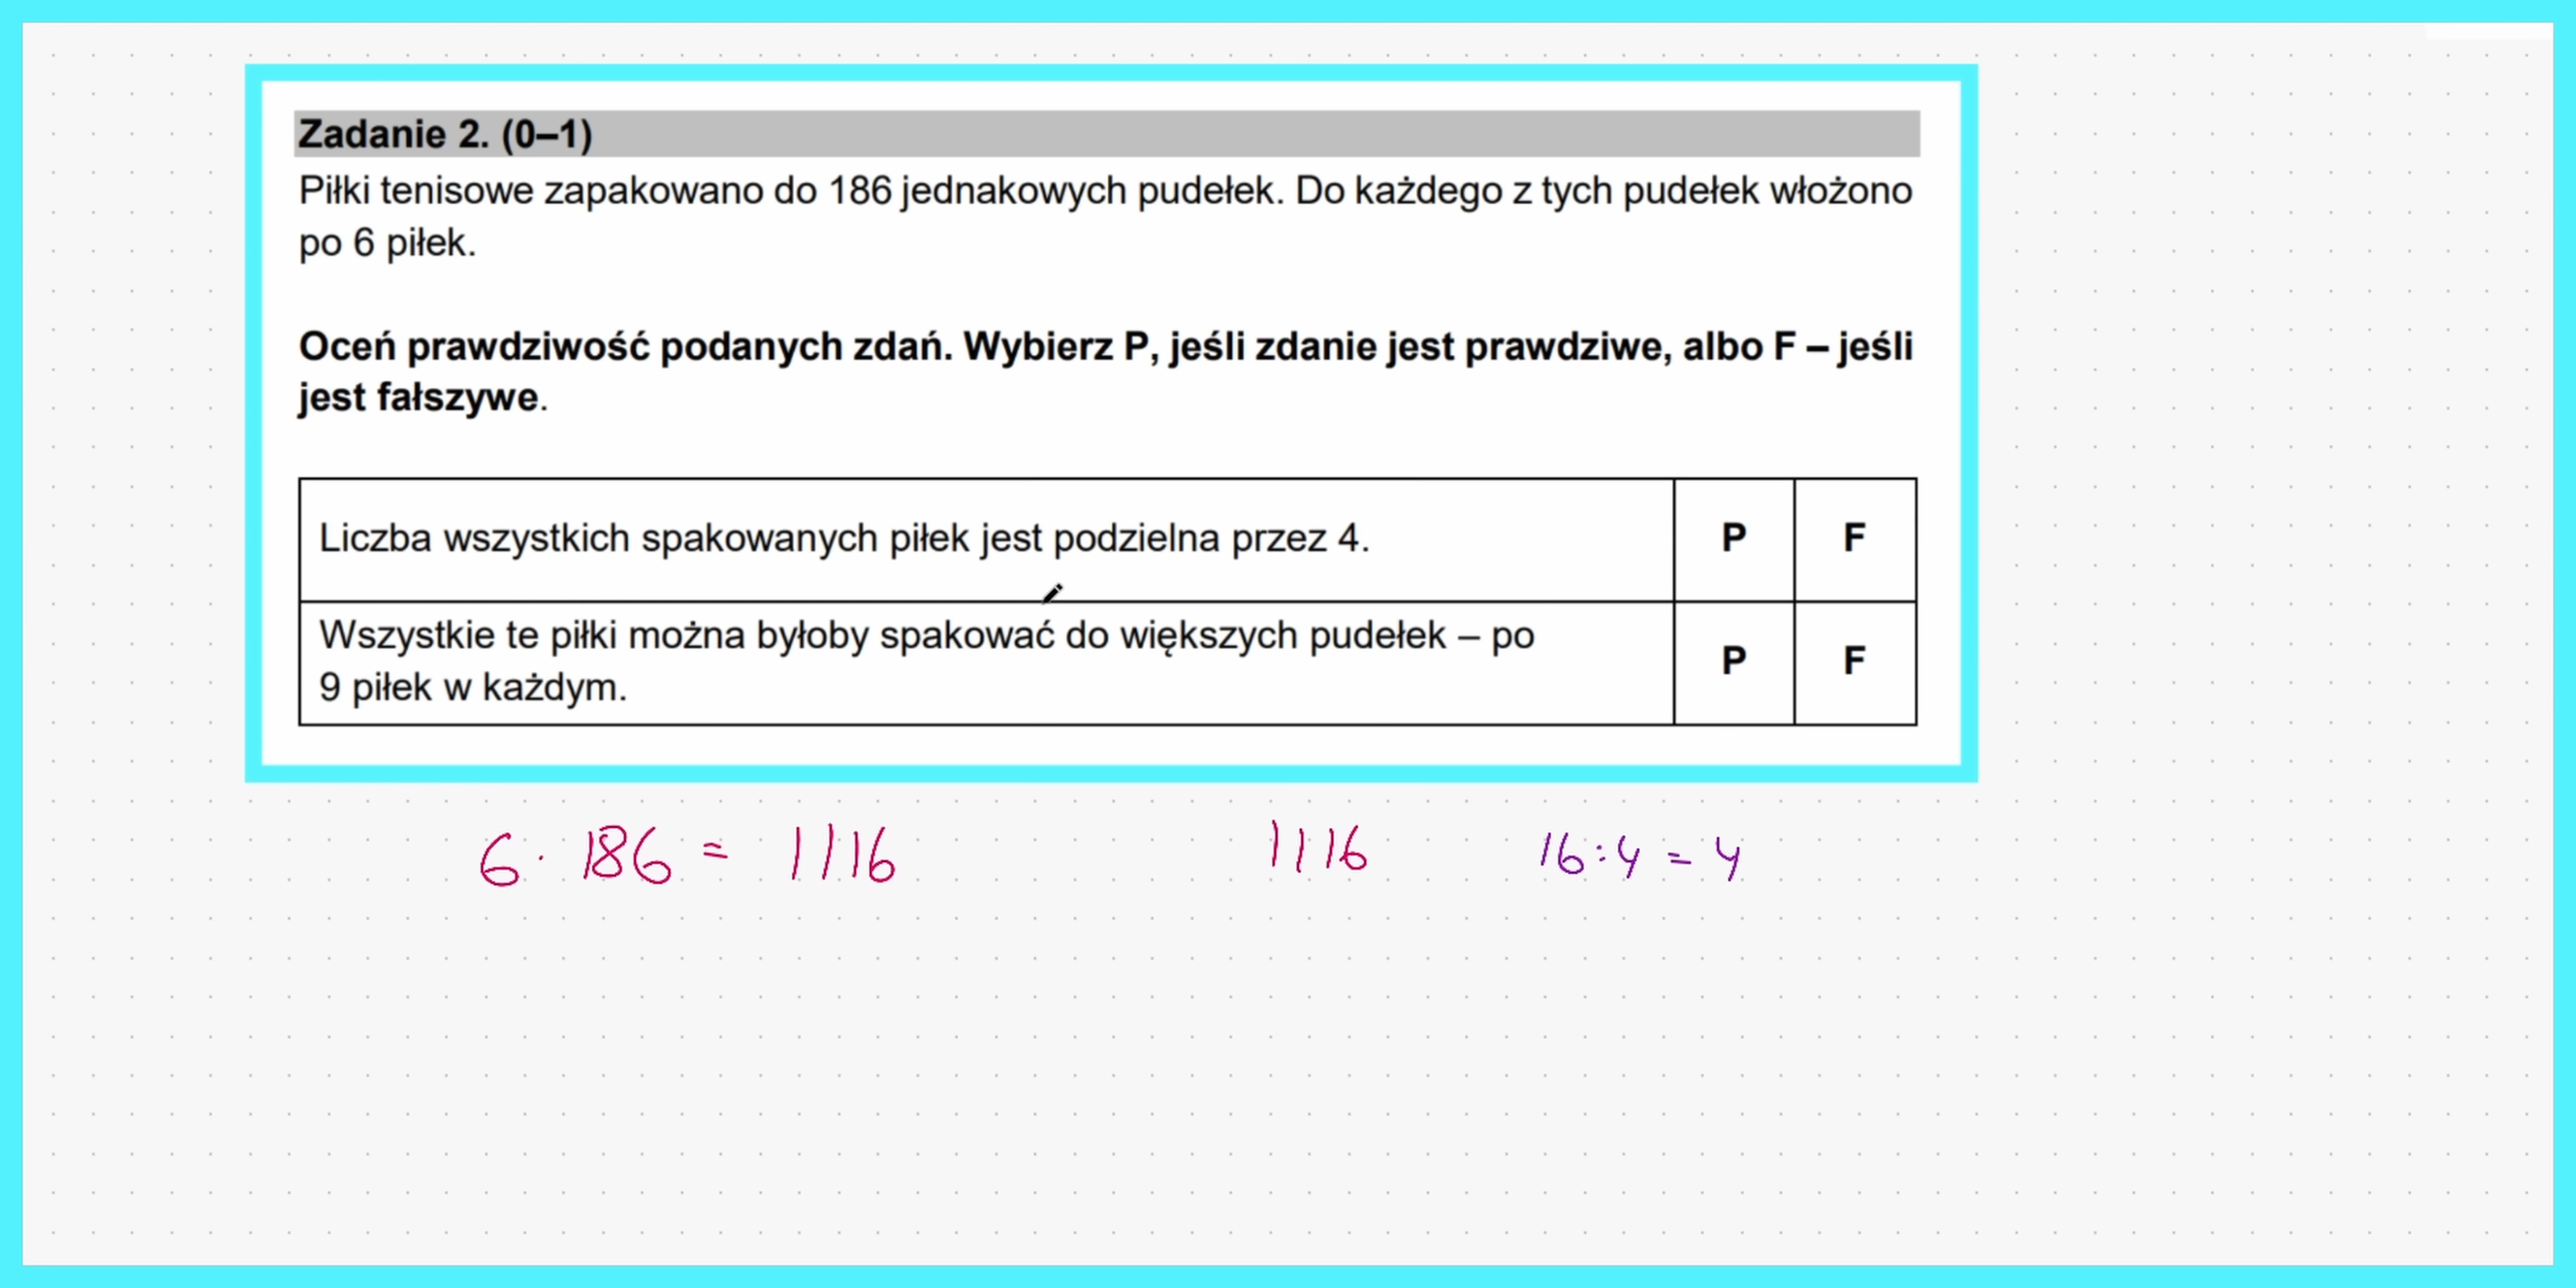 Zadanie 2. (0–1)
Piłki tenisowe zapakowano do 186 jednakowych pudełek. Do każdego z tych pudełek włożono
po 6 piłek.
Oceń prawdziwość podanych zdań. Wybierz P, jeśli zdanie jest prawdziwe, albo F – jeśli
jest fałszywe.
Liczba wszystkich spakowanych piłek jest podzielna przez 4. P F
Wszystkie te piłki można byłoby spakować do większych pudełek – po
9 piłek w każdym. P F
6 · 186 = 1116 1116 16 : 4 = 4